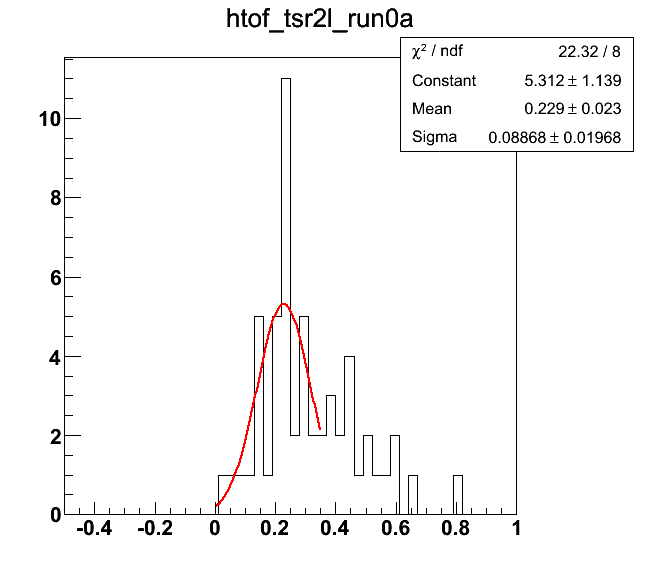 htof_tsr2l_run0a
χ² / ndf 22.32 / 8
Constant 5.312 ± 1.139
Mean 0.229 ± 0.023
Sigma 0.08868 ± 0.01968
10
8
6
4
2
0
-0.4 -0.2 0 0.2 0.4 0.6 0.8 1